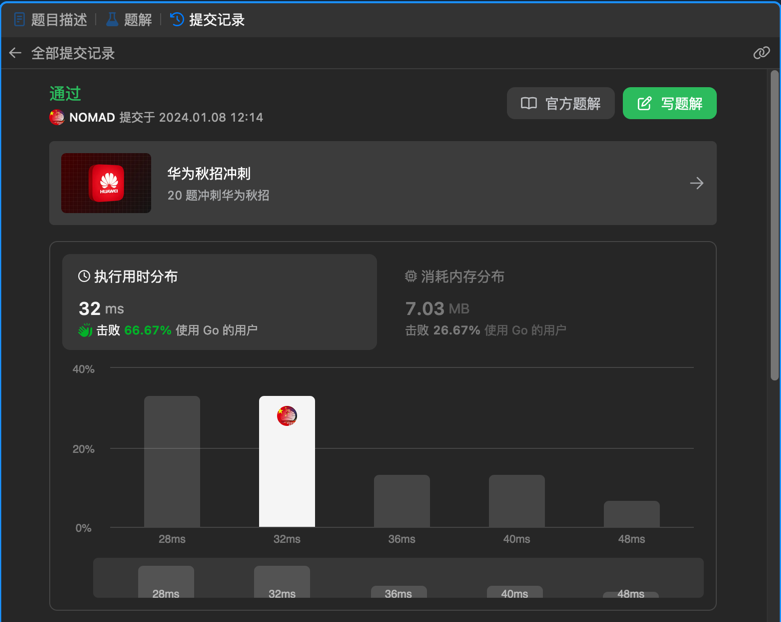 题目描述 题解 提交记录
全部提交记录
通过
NOMAD 提交于 2024.01.08 12:14
官方题解
写题解
HUAWEI
华为秋招冲刺
20 题冲刺华为秋招
执行用时分布
32 ms
击败 66.67% 使用 Go 的用户
消耗内存分布
7.03 MB
击败 26.67% 使用 Go 的用户
40%
20%
0%
28ms 32ms 36ms 40ms 48ms
28ms 32ms 36ms 40ms 48ms